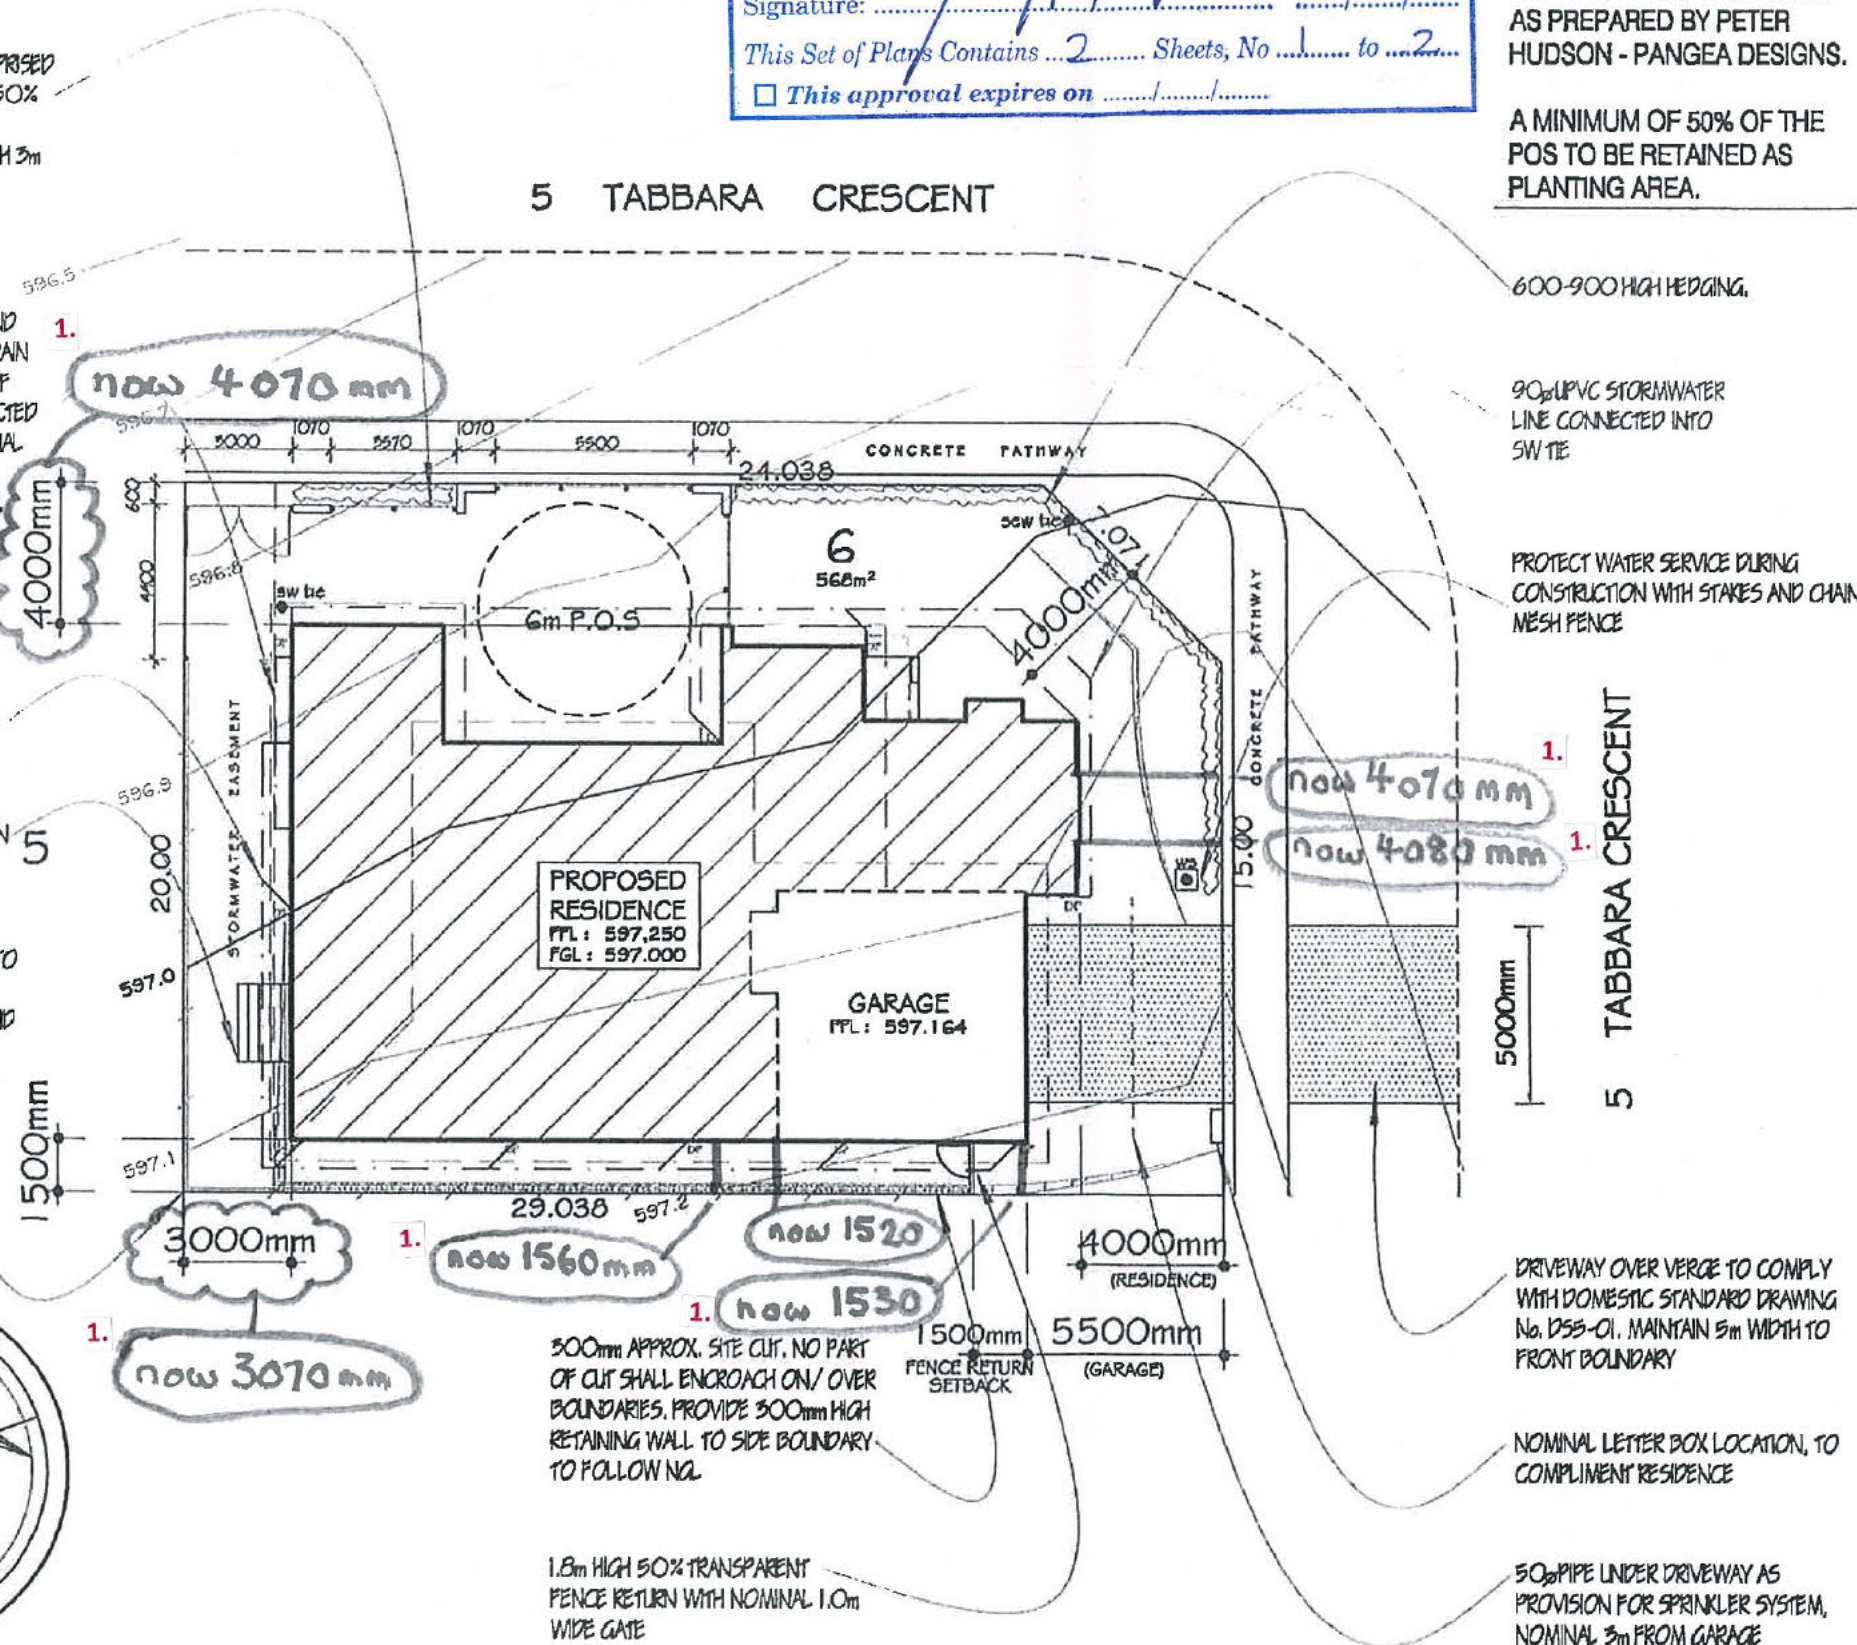 Signature:
This Set of Plans Contains 2 Sheets, No 1 to 2
This approval expires on ......../......../........
AS PREPARED BY PETER
HUDSON - PANGEA DESIGNS.
A MINIMUM OF 50% OF THE
POS TO BE RETAINED AS
PLANTING AREA.
3m
5 TABBARA CRESCENT
596.5
600-900 HIGH HEDGING.
1.
now 4070 mm
90ø UPVC STORMWATER
LINE CONNECTED INTO
SW TIE
3000 1070 5570 1070 5500 1070
CONCRETE PATHWAY
24.038
4000mm
600
4400
sew tie
1.071
6
568m²
596.8
sw tie
6m P.O.S
4000mm
CONCRETE PATHWAY
PROTECT WATER SERVICE DURING
CONSTRUCTION WITH STAKES AND CHAIN
MESH FENCE
STORMWATER EASEMENT
596.9
5
20.00
1.
now 4070 mm
1.
now 4080 mm
15.00
5 TABBARA CRESCENT
PROPOSED
RESIDENCE
FFL : 597.250
FGL : 597.000
DP
597.0
GARAGE
FFL : 597.164
5000mm
1500mm
597.1
29.038
597.2
3000mm
1.
now 1560 mm
now 1520
1.
now 1530
1.
now 3070 mm
4000mm
(RESIDENCE)
1500mm
FENCE RETURN
SETBACK
5500mm
(GARAGE)
300mm APPROX. SITE CUT. NO PART
OF CUT SHALL ENCROACH ON/ OVER
BOUNDARIES. PROVIDE 300mm HIGH
RETAINING WALL TO SIDE BOUNDARY
TO FOLLOW NGL
DRIVEWAY OVER VERGE TO COMPLY
WITH DOMESTIC STANDARD DRAWING
No. DS5-01. MAINTAIN 5m WIDTH TO
FRONT BOUNDARY
NOMINAL LETTER BOX LOCATION, TO
COMPLIMENT RESIDENCE
1.8m HIGH 50% TRANSPARENT
FENCE RETURN WITH NOMINAL 1.0m
WIDE GATE
50ø PIPE UNDER DRIVEWAY AS
PROVISION FOR SPRINKLER SYSTEM,
NOMINAL 3m FROM GARAGE